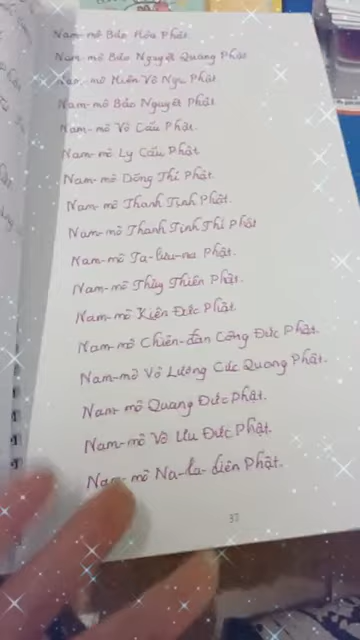 Nam-mô Bảo Hỏa Phật
Nam-mô Bảo Nguyệt Quang Phật
Nam-mô Hiền Vô Ngu Phật.
Nam-mô Bảo Nguyệt Phật
Nam-mô Vô Cấu Phật.
Nam-mô Ly Cấu Phật
Nam-mô Dõng Thí Phật.
Nam-mô Thanh Tịnh Phật.
Nam-mô Thanh Tịnh Thí Phật
Nam-mô Ta-lưu-na Phật.
Nam-mô Thủy Thiên Phật.
Nam-mô Kiên Đức Phật.
Nam-mô Chiên-đàn Công Đức Phật.
Nam-mô Vô Lượng Cúc Quang Phật.
Nam-mô Quang Đức Phật.
Nam-mô Vô Ưu Đức Phật.
Nam-mô Na-la-diên Phật.
37